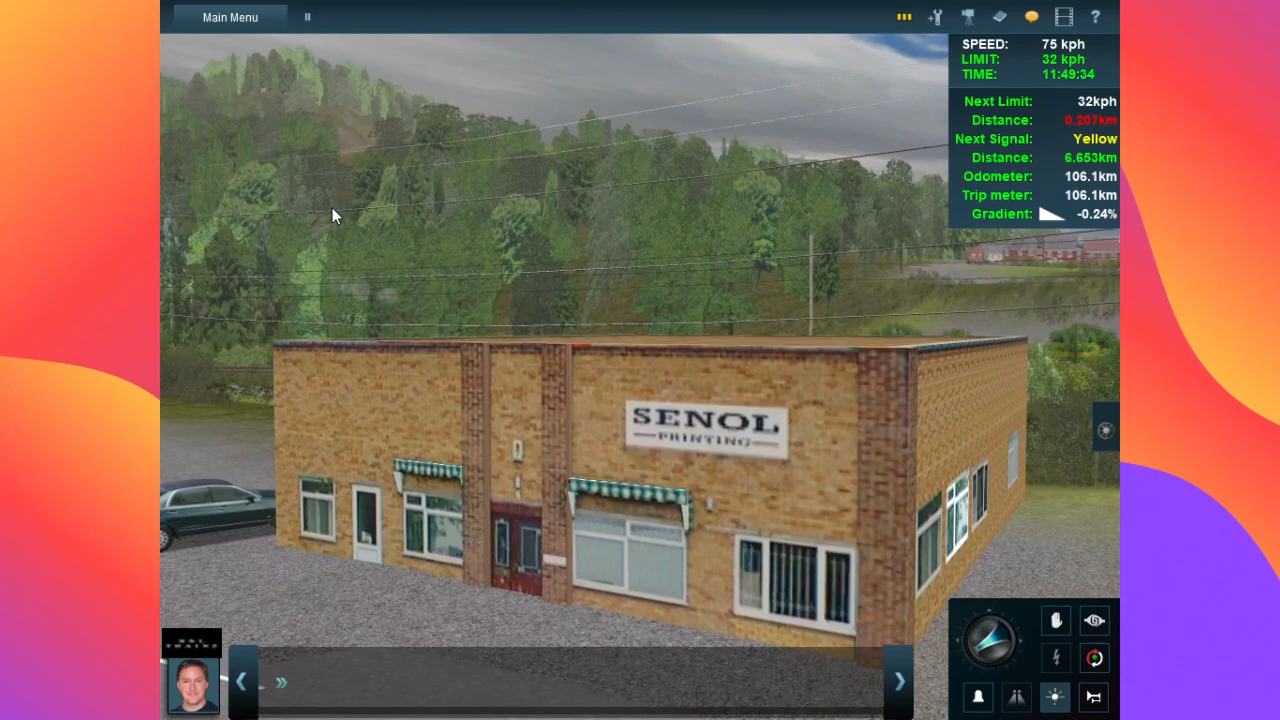 Main Menu
SPEED: 75 kph
LIMIT: 32 kph
TIME: 11:49:34
Next Limit: 32kph
Distance: 0.207km
Next Signal: Yellow
Distance: 6.653km
Odometer: 106.1km
Trip meter: 106.1km
Gradient: -0.24%
SENOL
PRINTING